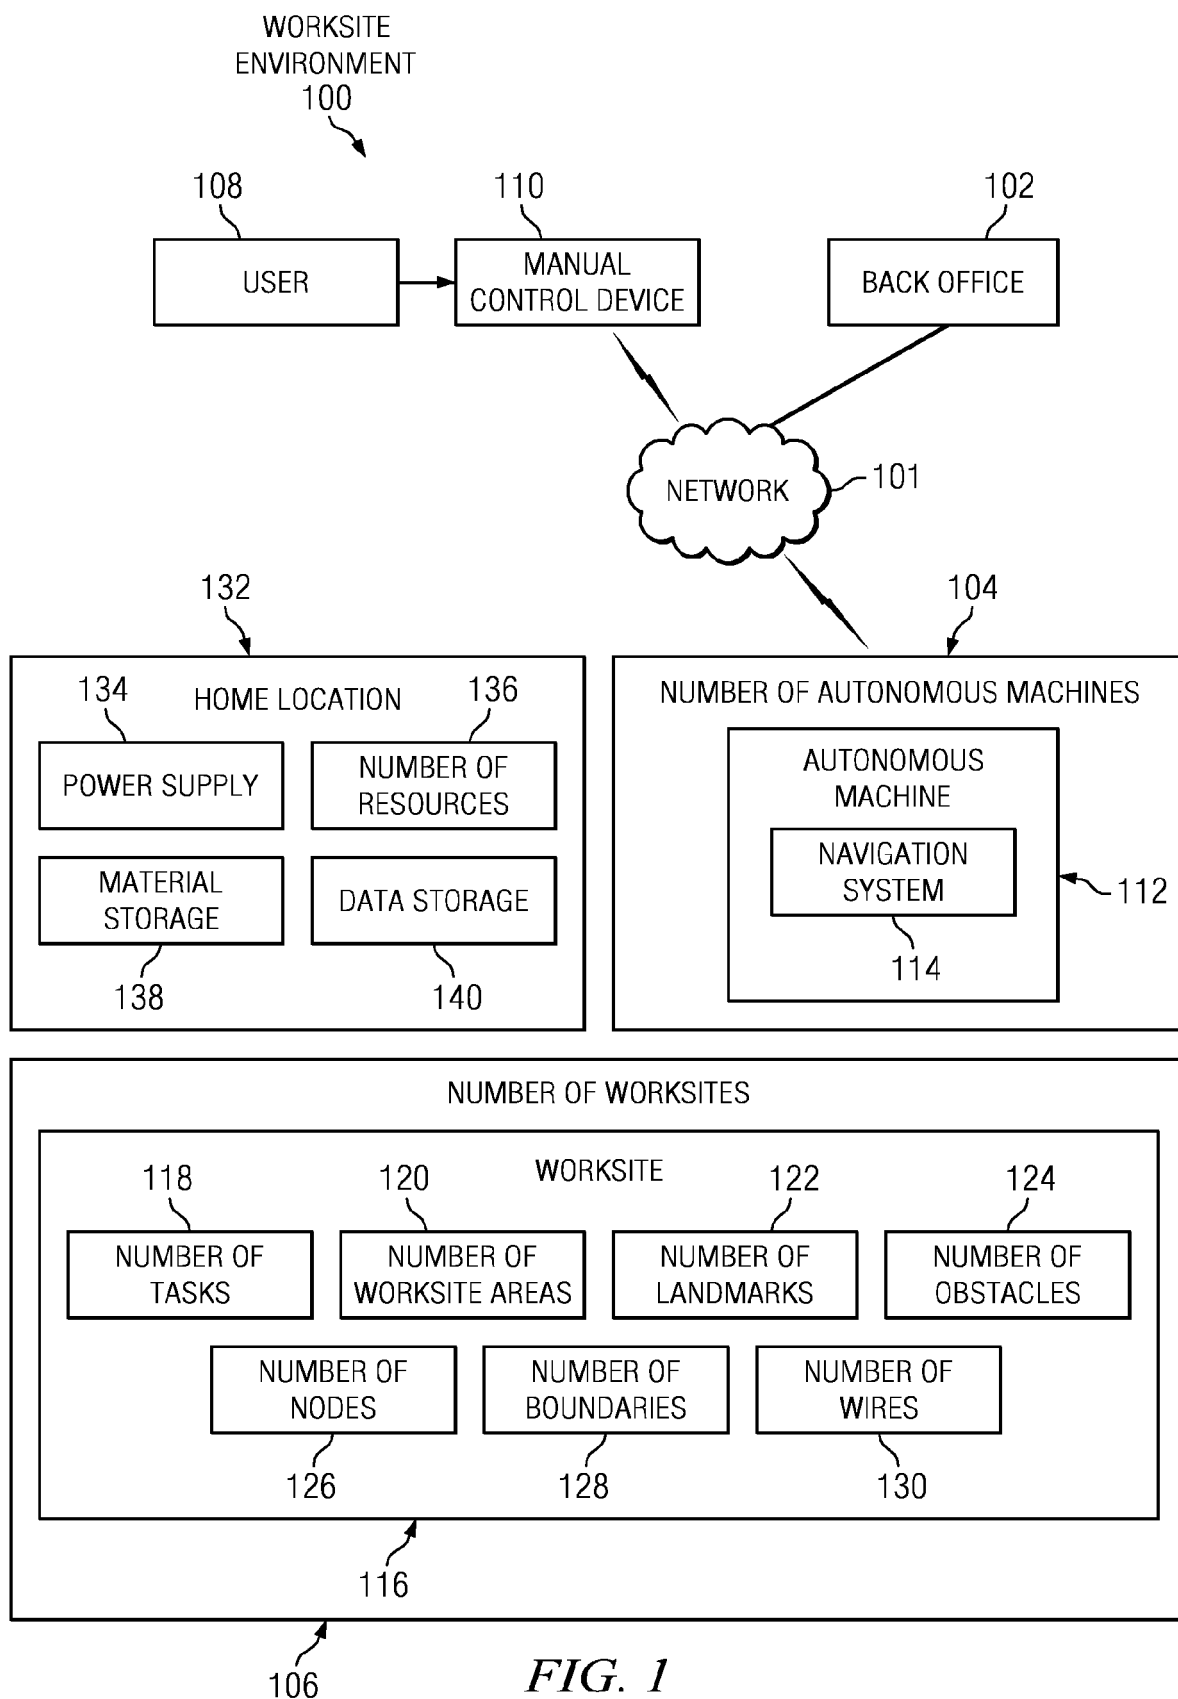 WORKSITE
ENVIRONMENT
100
108
110
102
USER
MANUAL
CONTROL DEVICE
BACK OFFICE
NETWORK
101
132
104
HOME LOCATION
134
136
POWER SUPPLY
NUMBER OF
RESOURCES
MATERIAL
STORAGE
DATA STORAGE
138
140
NUMBER OF AUTONOMOUS MACHINES
AUTONOMOUS
MACHINE
NAVIGATION
SYSTEM
112
114
NUMBER OF WORKSITES
WORKSITE
118
120
122
124
NUMBER OF
TASKS
NUMBER OF
WORKSITE AREAS
NUMBER OF
LANDMARKS
NUMBER OF
OBSTACLES
NUMBER OF
NODES
NUMBER OF
BOUNDARIES
NUMBER OF
WIRES
126
128
130
116
106
FIG. 1